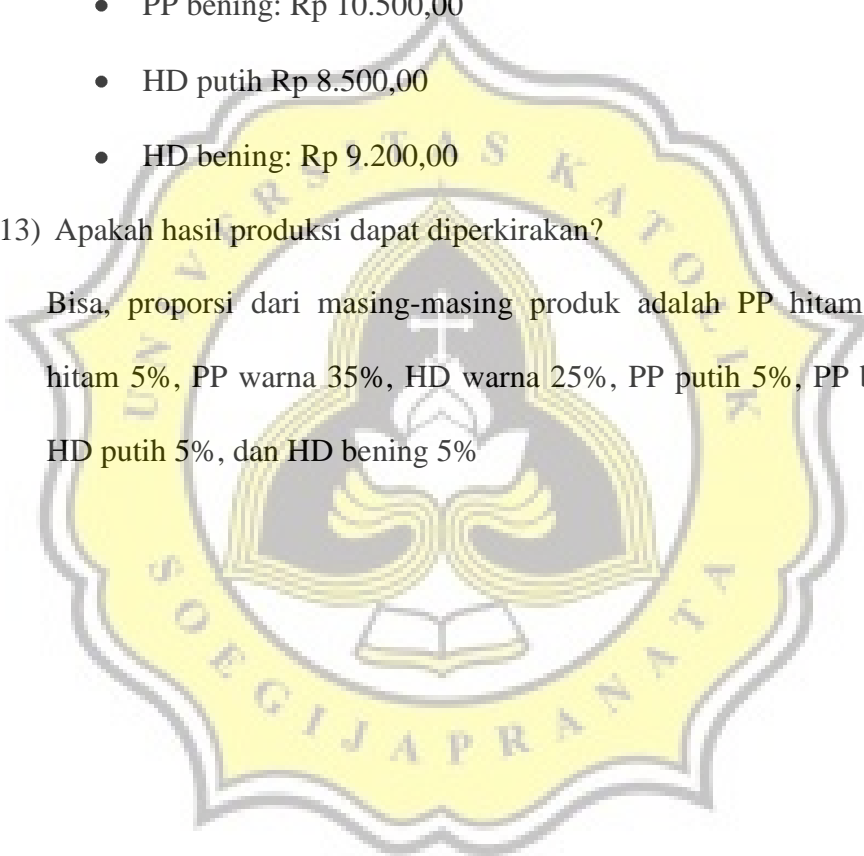 • PP bening: Rp 10.500,00
• HD putih Rp 8.500,00
• HD bening: Rp 9.200,00
13) Apakah hasil produksi dapat diperkirakan?
Bisa, proporsi dari masing-masing produk adalah PP hitam
hitam 5%, PP warna 35%, HD warna 25%, PP putih 5%, PP
HD putih 5%, dan HD bening 5%
UNIVERSITAS KATOLIK
SOEGIJAPRANATA